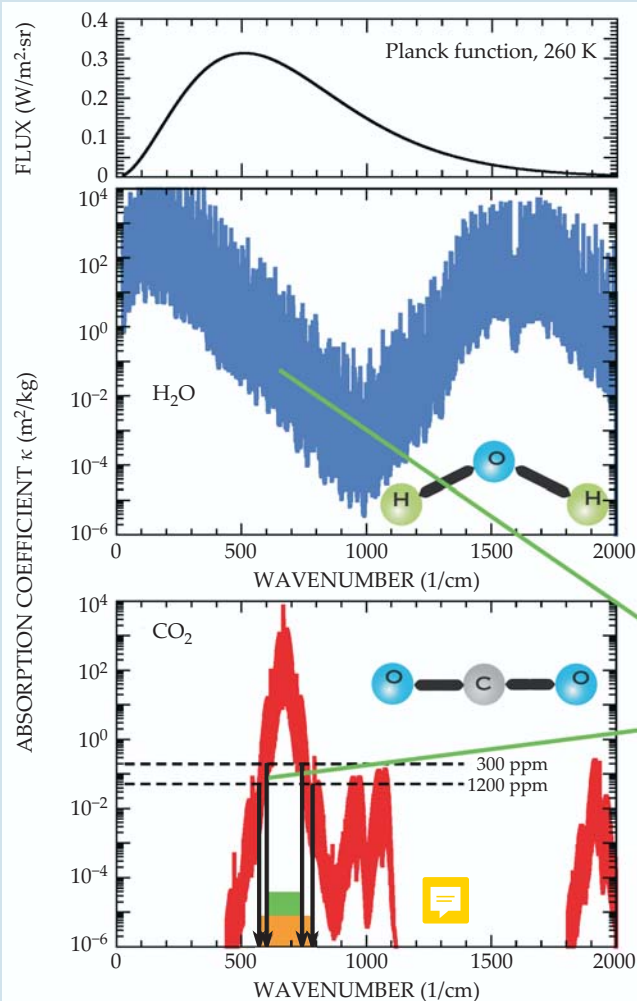 FLUX (W/m²·sr)
0.4
0.3
0.2
0.1
0
Planck function, 260 K
ABSORPTION COEFFICIENT κ (m²/kg)
10⁴
10²
10⁰
10⁻²
10⁻⁴
10⁻⁶
H₂O
O
H H
0 500 1000 1500 2000
WAVENUMBER (1/cm)
10⁴
10²
10⁰
10⁻²
10⁻⁴
10⁻⁶
CO₂
O C O
300 ppm
1200 ppm
0 500 1000 1500 2000
WAVENUMBER (1/cm)